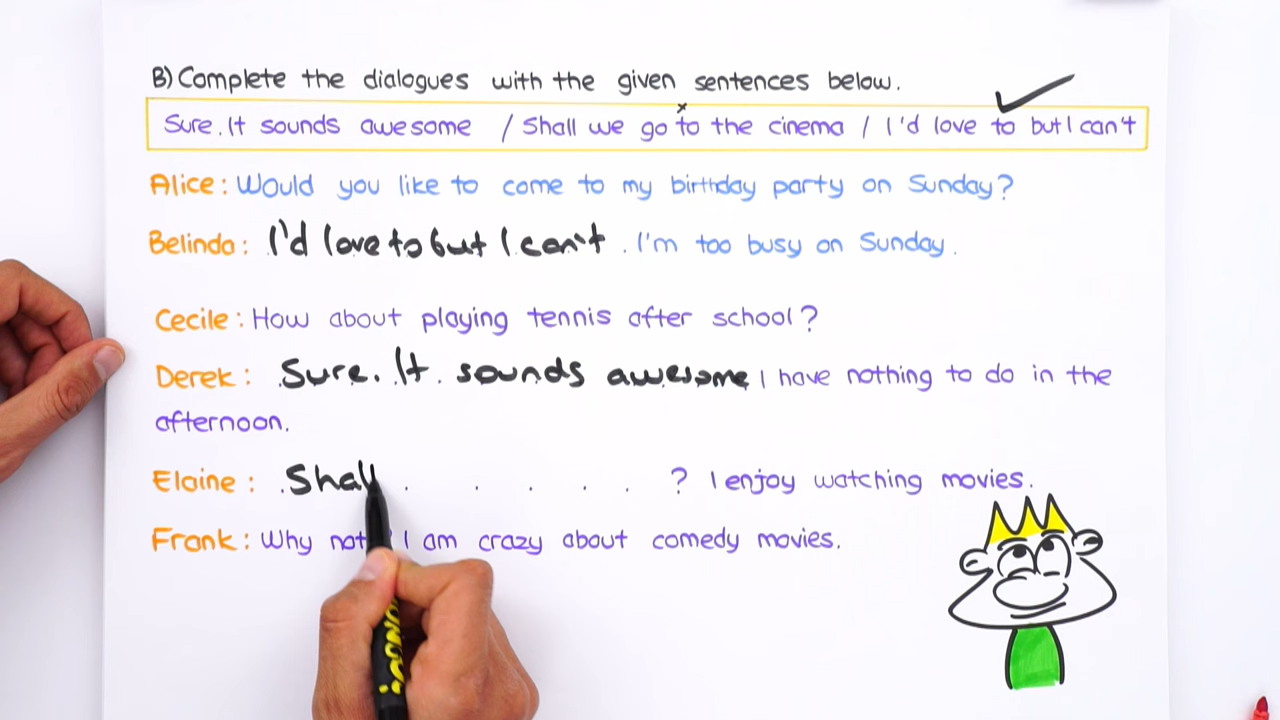 B) Complete the dialogues with the given sentences below.
Sure. It sounds awesome / Shall we go to the cinema / I'd love to but I can't
Alice: Would you like to come to my birthday party on Sunday?
Belinda: I'd love to but I can't. I'm too busy on Sunday.
Cecile: How about playing tennis after school?
Derek: Sure. It sounds awesome I have nothing to do in the
afternoon.
Elaine: Shall ? I enjoy watching movies.
Frank: Why not I am crazy about comedy movies.